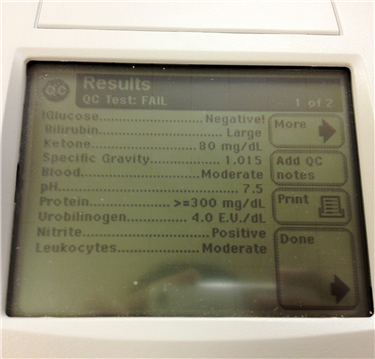 QC
Results
QC Test: FAIL
1 of 2
!Glucose................Negative!
Bilirubin................Large
Ketone................80 mg/dL
Specific Gravity................1.015
Blood................Moderate
pH................7.5
Protein................>=300 mg/dL
Urobilinogen................4.0 E.U./dL
Nitrite................Positive
Leukocytes................Moderate
More
Add QC
notes
Print
Done